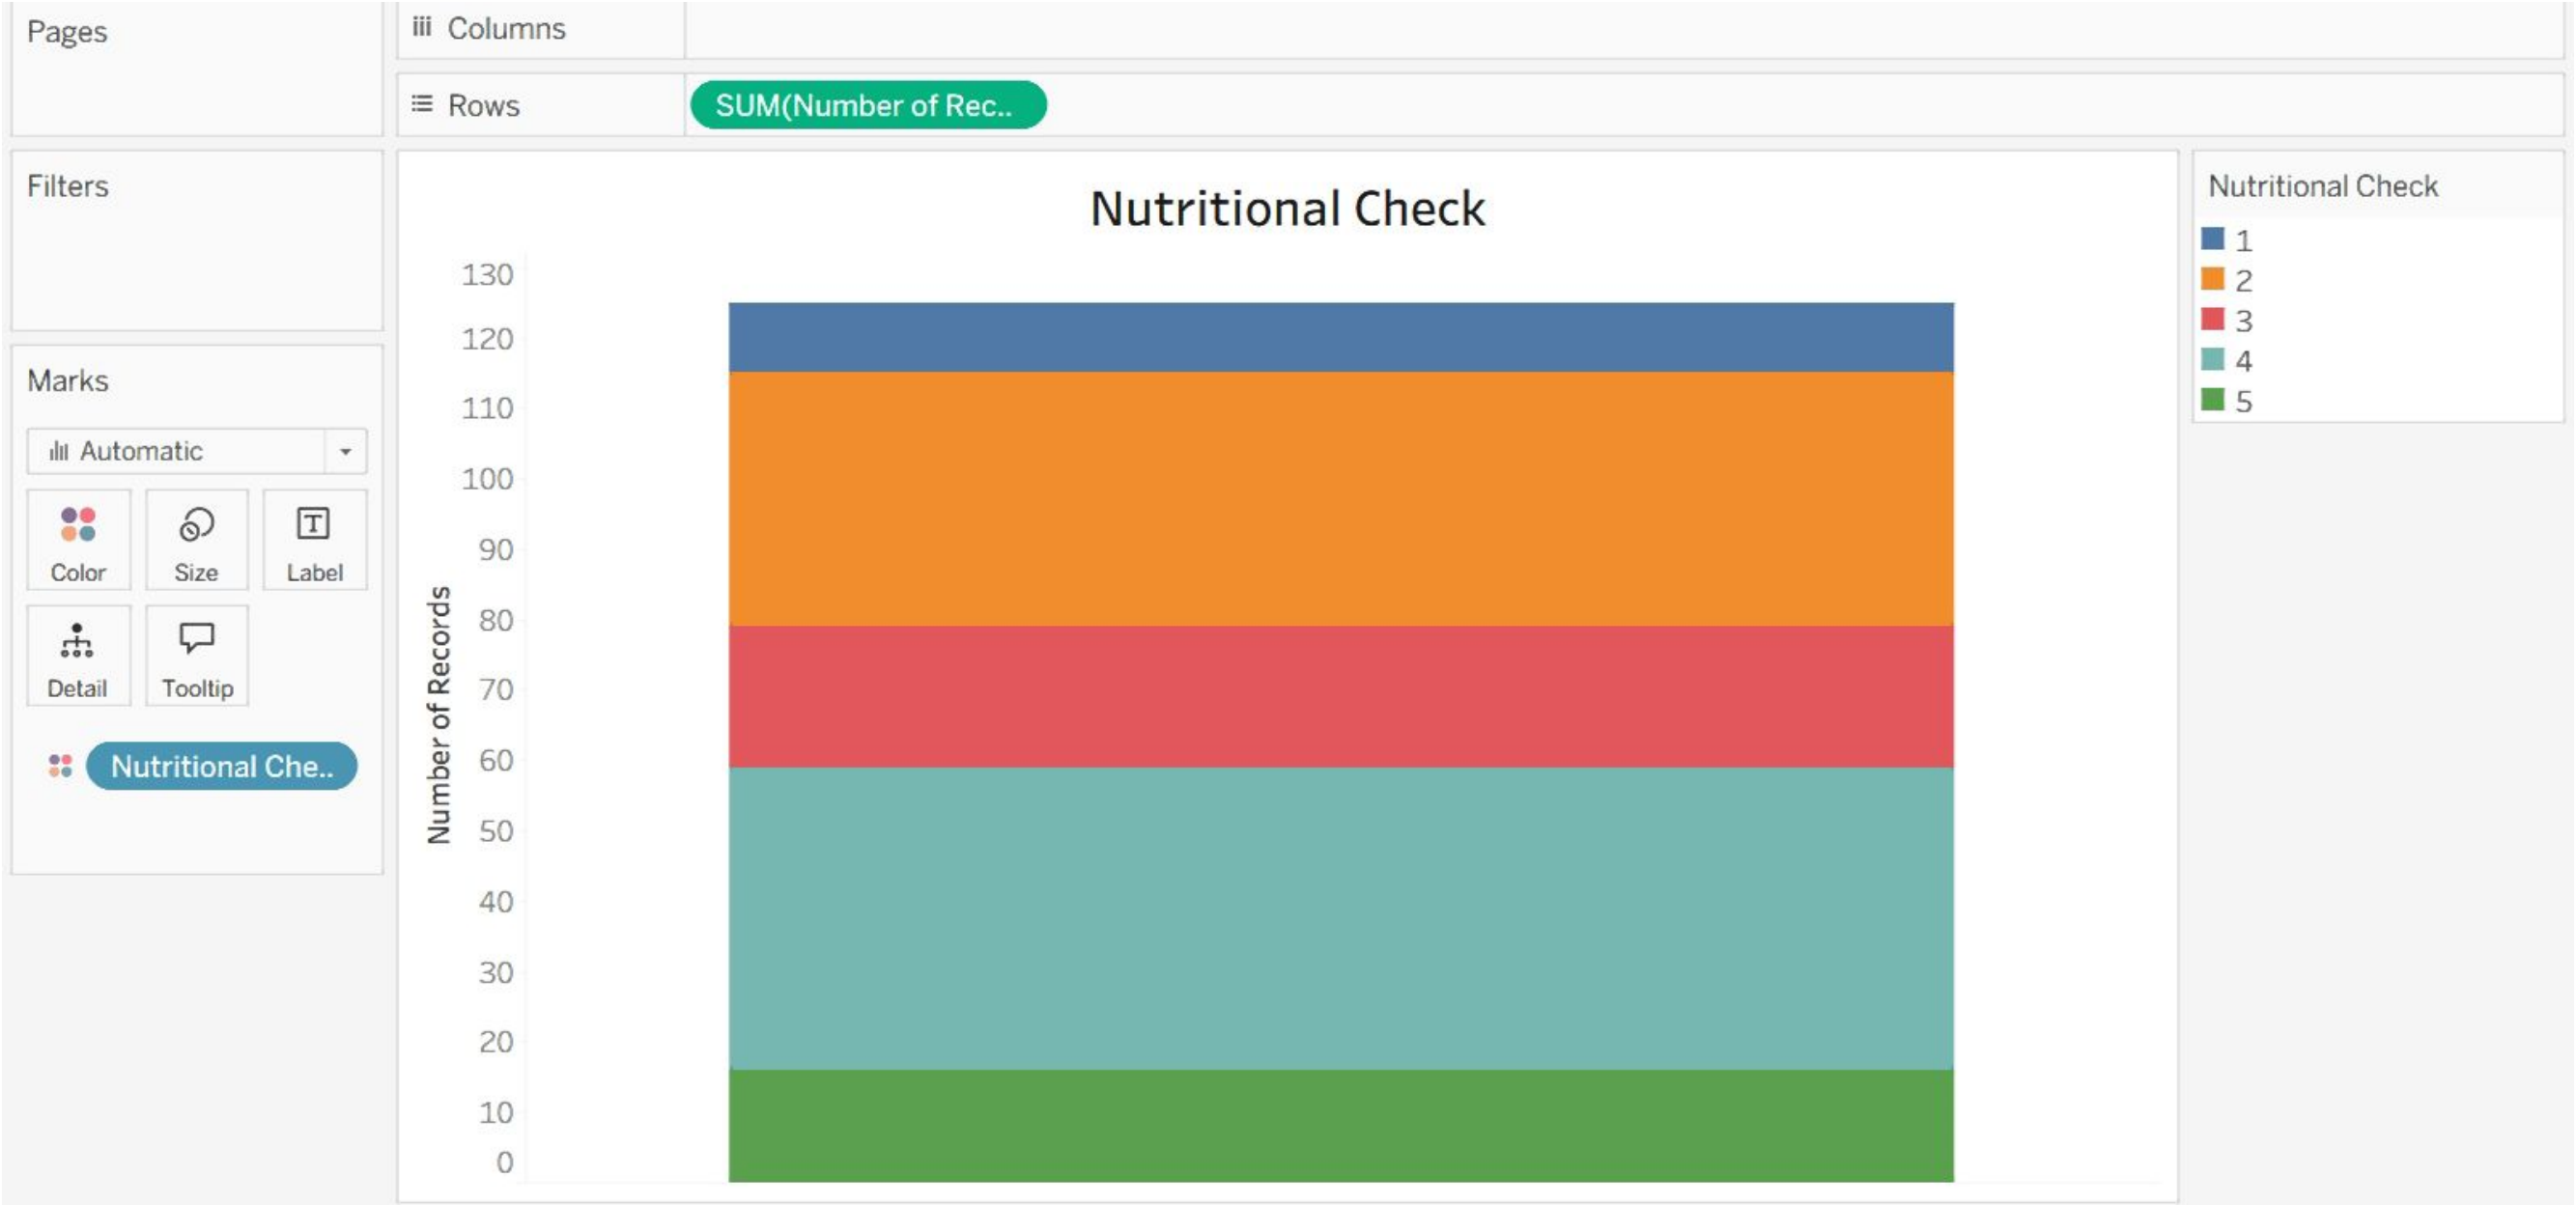 Pages
Columns
Rows
SUM(Number of Rec..
Filters
Marks
Automatic
Color
Size
Label
Detail
Tooltip
Nutritional Che..
Nutritional Check
Number of Records
130
120
110
100
90
80
70
60
50
40
30
20
10
0
Nutritional Check
1
2
3
4
5